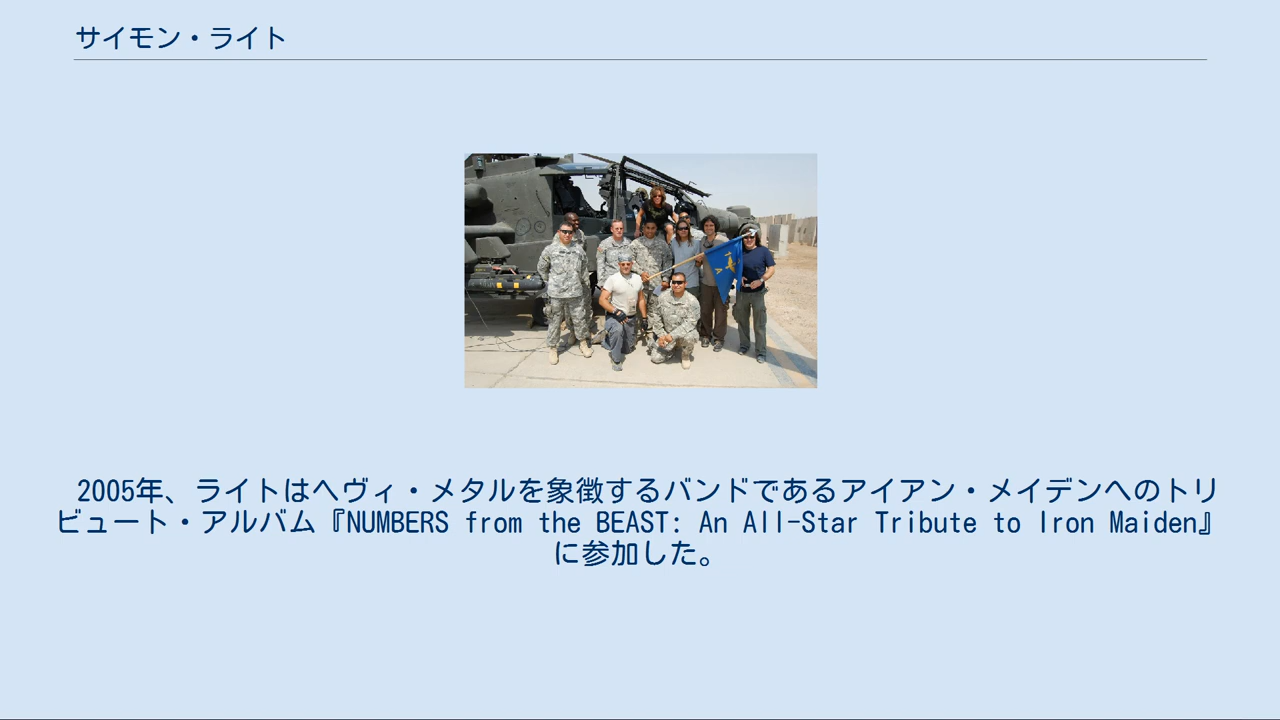 サイモン・ライト
2005年、ライトはヘヴィ・メタルを象徴するバンドであるアイアン・メイデンへのトリ
ビュート・アルバム『NUMBERS from the BEAST: An All-Star Tribute to Iron Maiden』
に参加した。